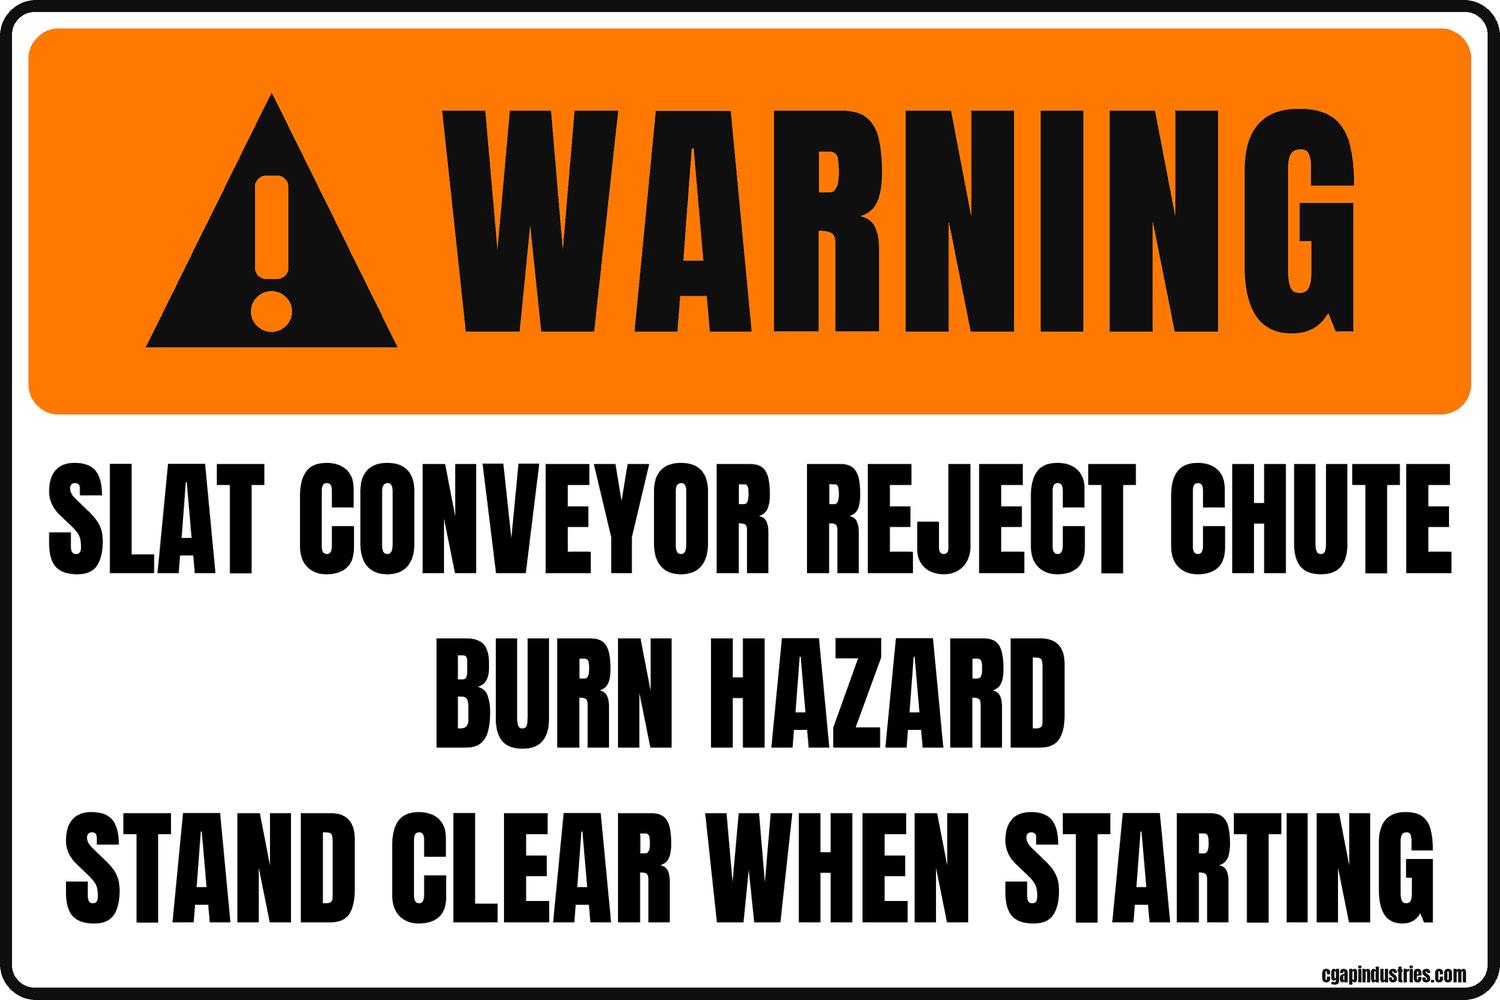 WARNING
SLAT CONVEYOR REJECT CHUTE
BURN HAZARD
STAND CLEAR WHEN STARTING
cgapindustries.com